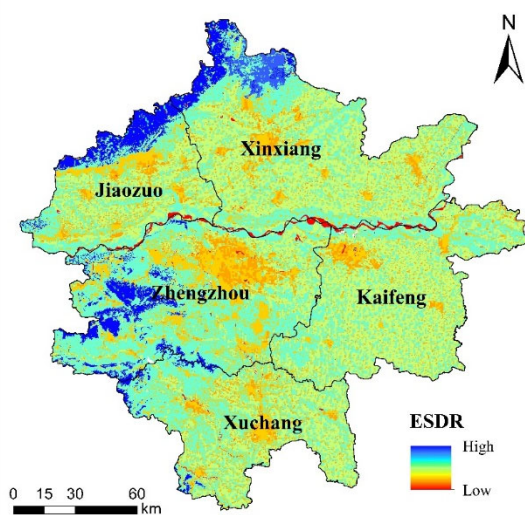 N
Xinxiang
Jiaozuo
Zhengzhou
Kaifeng
Xuchang
ESDR
High
Low
0 15 30 60
km